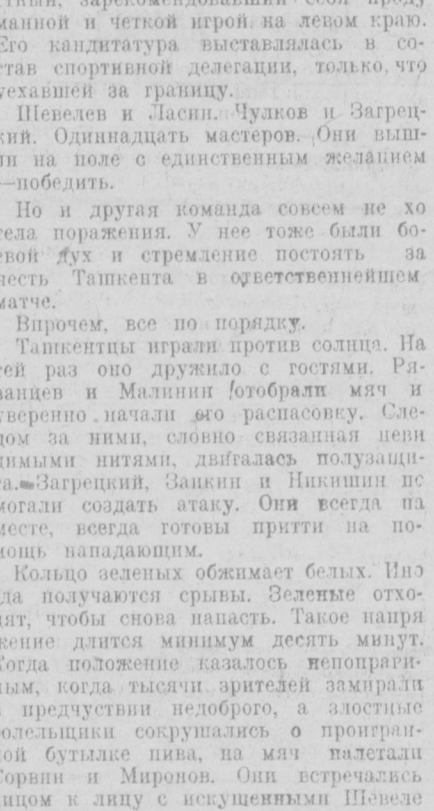 манной и четкой игрой на левом краю.
Его кандитатура выставлялась в со-
став спортивной делегации, только, что
уехавшей за границу.
Шевелев и Ласин. Чулков и Загрец-
кий. Одиннадцать мастеров. Они выш-
ли на поле с единственным желанием
—победить.
Но и другая команда совсем не хо
тела поражения. У нее тоже были бо-
евой дух и стремление постоять за
честь Ташкента в ответственнейшем
матче.
Впрочем, все по порядку.
Ташкентцы играли против солнца. На
сей раз оно дружило с гостями. Ря-
занцев и Малинин отобрали мяч и
уверенно начали его распасовку. Сле-
дом за ними, словно связанная неви
димыми нитями, двигалась полузащи-
та. Загрецкий, Заикин и Никишин по
могали создать атаку. Они всегда на
месте, всегда готовы притти на по-
мощь нападающим.
Кольцо зеленых обжимает белых. Ино
да получаются срывы. Зеленые отхо-
дят, чтобы снова напасть. Такое напря
жение длится минимум десять минут.
Когда положение казалось непоправи-
мым, когда тысячи зрителей замирали
в предчуствии недоброго, а злостные
болельщики сокрушались о проигран-
ной бутылке пива, на мяч налетали
Горвин и Миронов. Они встречались
лицом к лицу с искущенными Шевеле